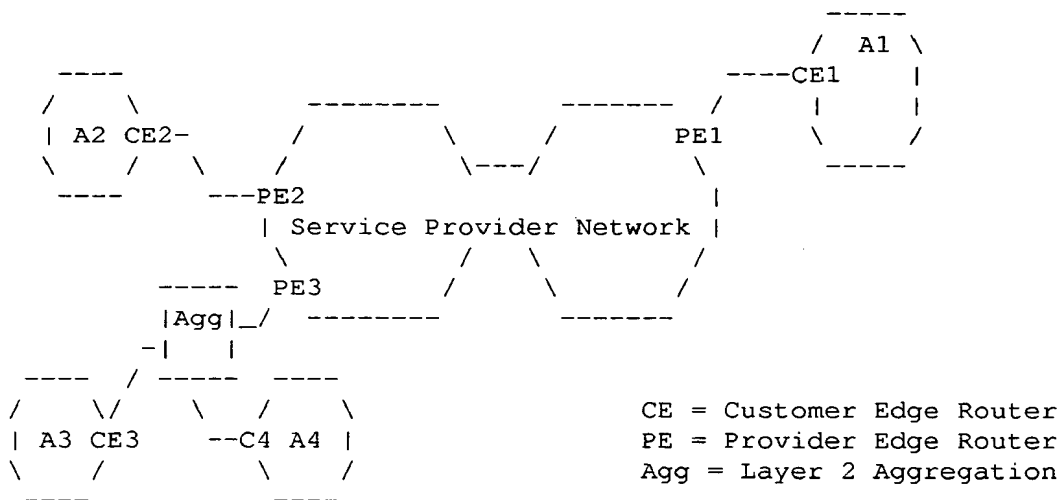 A1
CE1
A2 CE2
PE1
PE2
Service Provider Network
PE3
Agg
A3 CE3
C4 A4
CE = Customer Edge Router
PE = Provider Edge Router
Agg = Layer 2 Aggregation